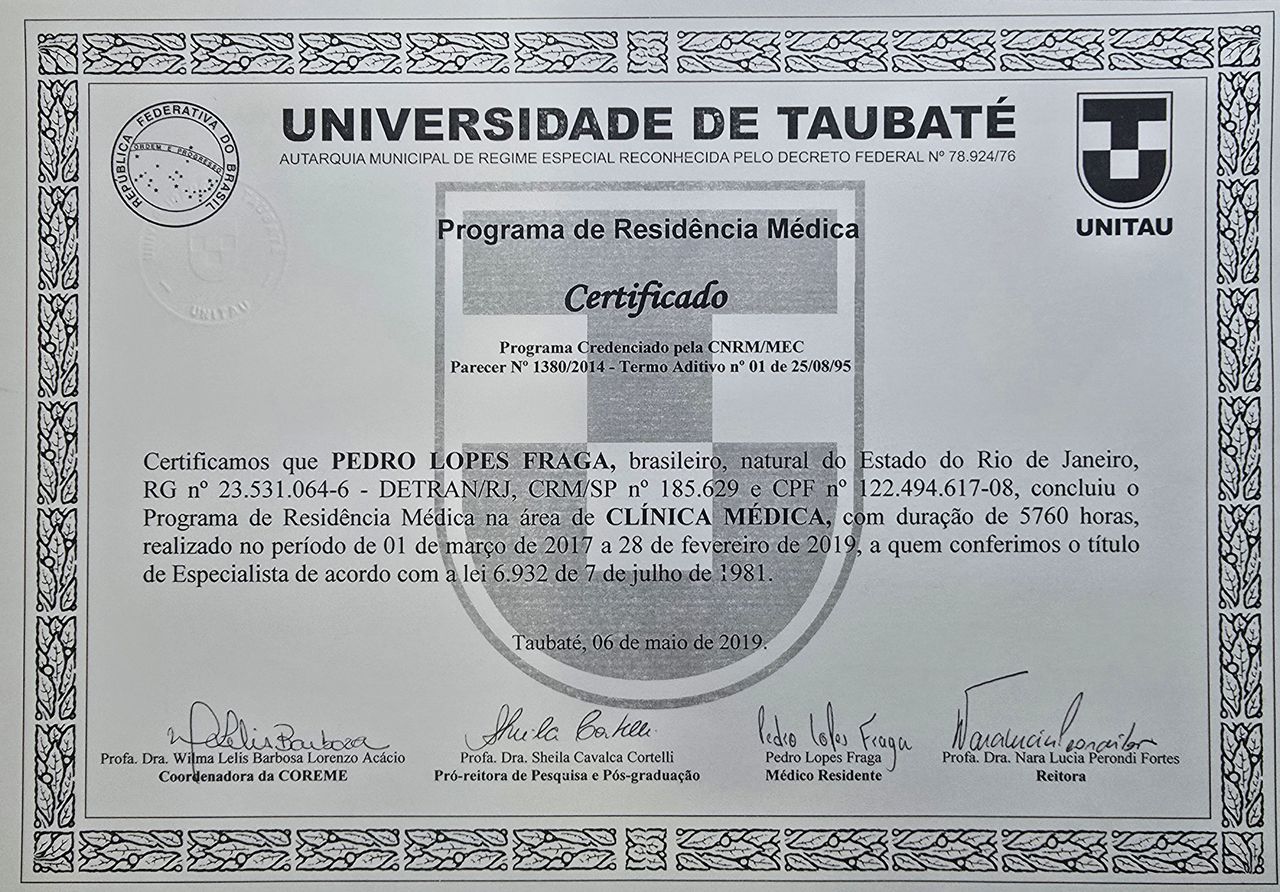 REPÚBLICA FEDERATIVA DO BRASIL
ORDEM E PROGRESSO
UNIVERSIDADE DE TAUBATÉ
AUTARQUIA MUNICIPAL DE REGIME ESPECIAL RECONHECIDA PELO DECRETO FEDERAL Nº 78.924/76
UNITAU
UNITAU
Programa de Residência Médica
Certificado
Programa Credenciado pela CNRM/MEC
Parecer Nº 1380/2014 - Termo Aditivo nº 01 de 25/08/95
Certificamos que PEDRO LOPES FRAGA, brasileiro, natural do Estado do Rio de Janeiro,
RG nº 23.531.064-6 - DETRAN/RJ, CRM/SP nº 185.629 e CPF nº 122.494.617-08, concluiu o
Programa de Residência Médica na área de CLÍNICA MÉDICA, com duração de 5760 horas,
realizado no período de 01 de março de 2017 a 28 de fevereiro de 2019, a quem conferimos o título
de Especialista de acordo com a lei 6.932 de 7 de julho de 1981.
Taubaté, 06 de maio de 2019.
Sheila Cortelli
Pedro Lopes Fraga
Profa. Dra. Wilma Lelis Barbosa Lorenzo Acácio
Coordenadora da COREME
Profa. Dra. Sheila Cavalca Cortelli
Pró-reitora de Pesquisa e Pós-graduação
Pedro Lopes Fraga
Médico Residente
Profa. Dra. Nara Lucia Perondi Fortes
Reitora